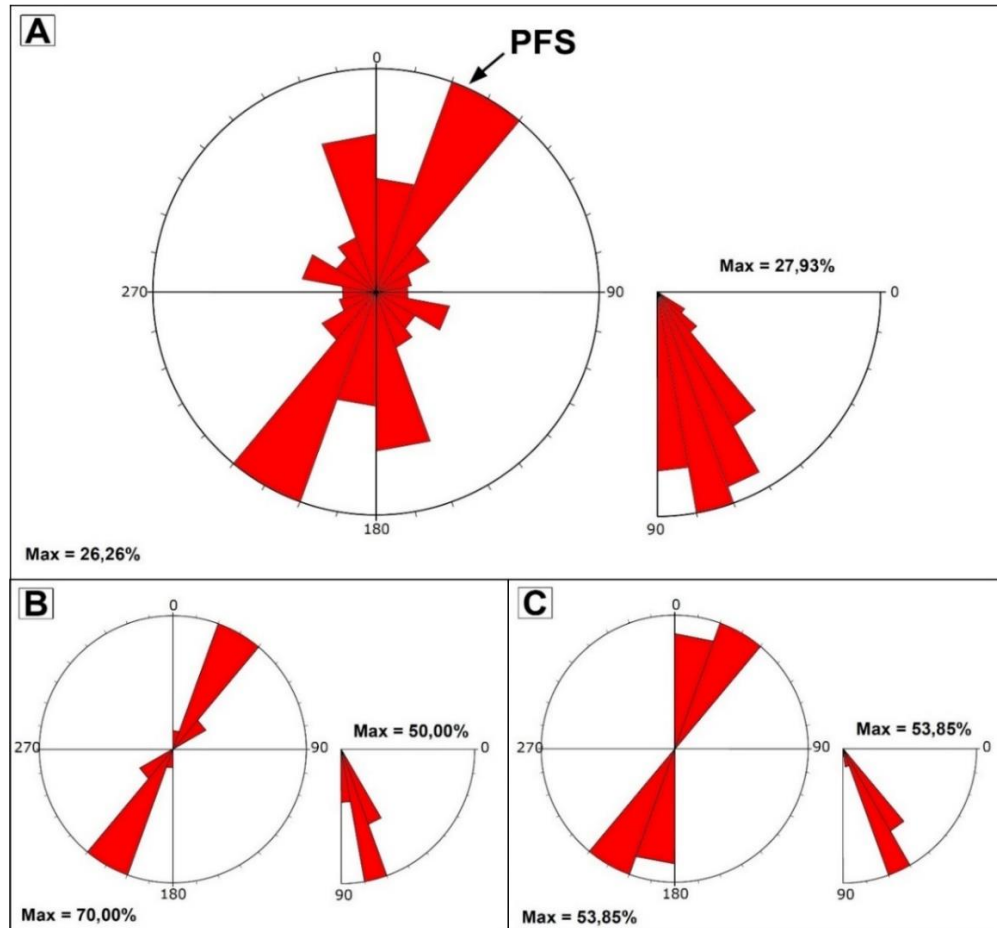 A
PFS
0
270
90
180
Max = 26,26%
Max = 27,93%
0
90
B
0
270
90
180
Max = 70,00%
Max = 50,00%
0
90
C
0
270
90
180
Max = 53,85%
Max = 53,85%
0
90